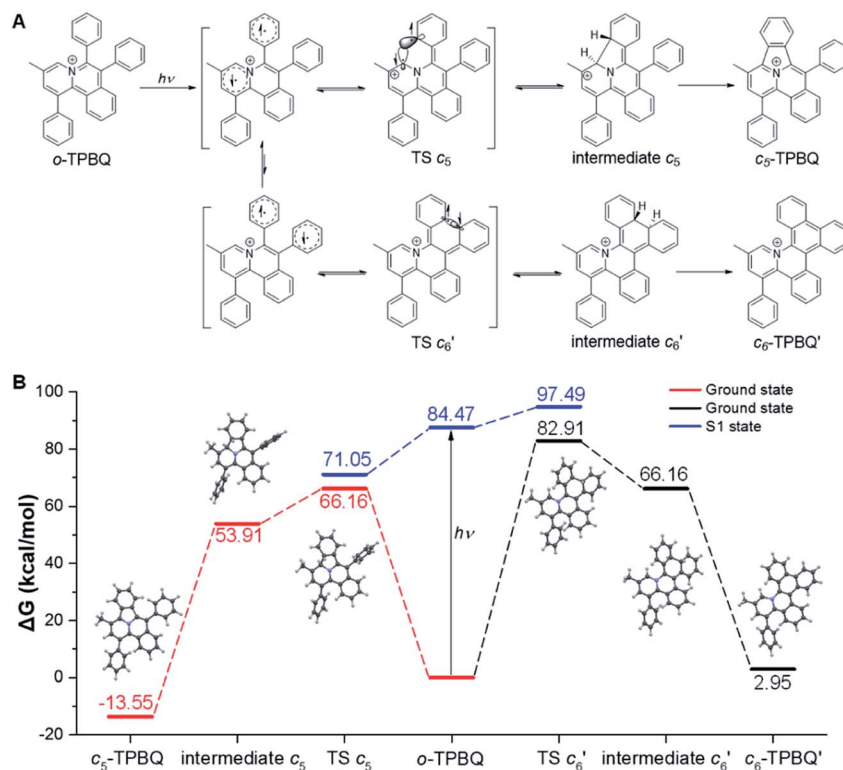 A
hν
o-TPBQ
TS c₅
intermediate c₅
c₅-TPBQ
H
H
N
⊕
TS c₆'
intermediate c₆'
c₆-TPBQ'
B
ΔG (kcal/mol)
100
80
60
40
20
0
-20
Ground state
Ground state
S1 state
-13.55
53.91
71.05
66.16
84.47
hν
97.49
82.91
66.16
2.95
c₅-TPBQ
intermediate c₅
TS c₅
o-TPBQ
TS c₆'
intermediate c₆'
c₆-TPBQ'